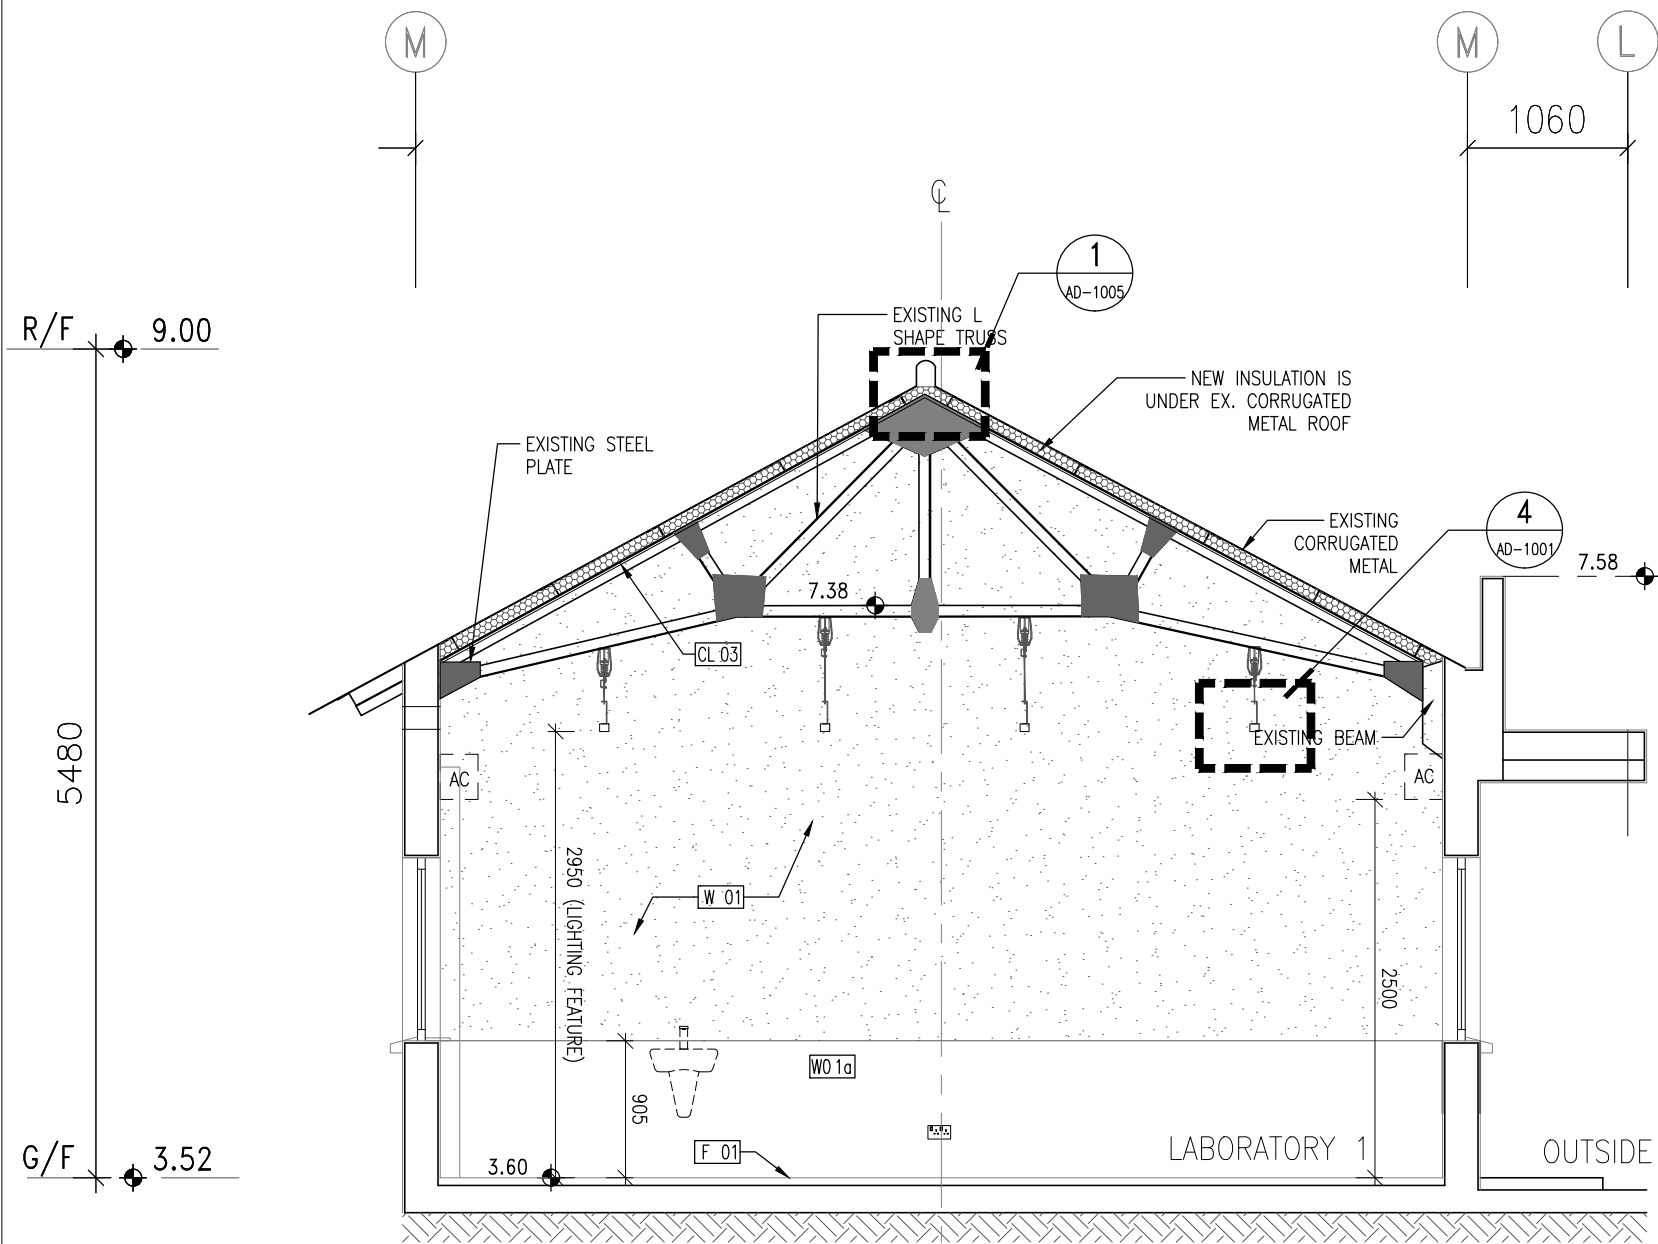 M
M
L
1060
CL
1
AD-1005
R/F
9.00
EXISTING L
SHAPE TRUSS
NEW INSULATION IS
UNDER EX. CORRUGATED
METAL ROOF
EXISTING STEEL
PLATE
4
AD-1001
EXISTING
CORRUGATED
METAL
7.58
7.38
CL 03
5480
EXISTING BEAM
AC
AC
2950 (LIGHTING FEATURE)
W 01
2500
W01a
905
F 01
LABORATORY 1
OUTSIDE
G/F
3.52
3.60